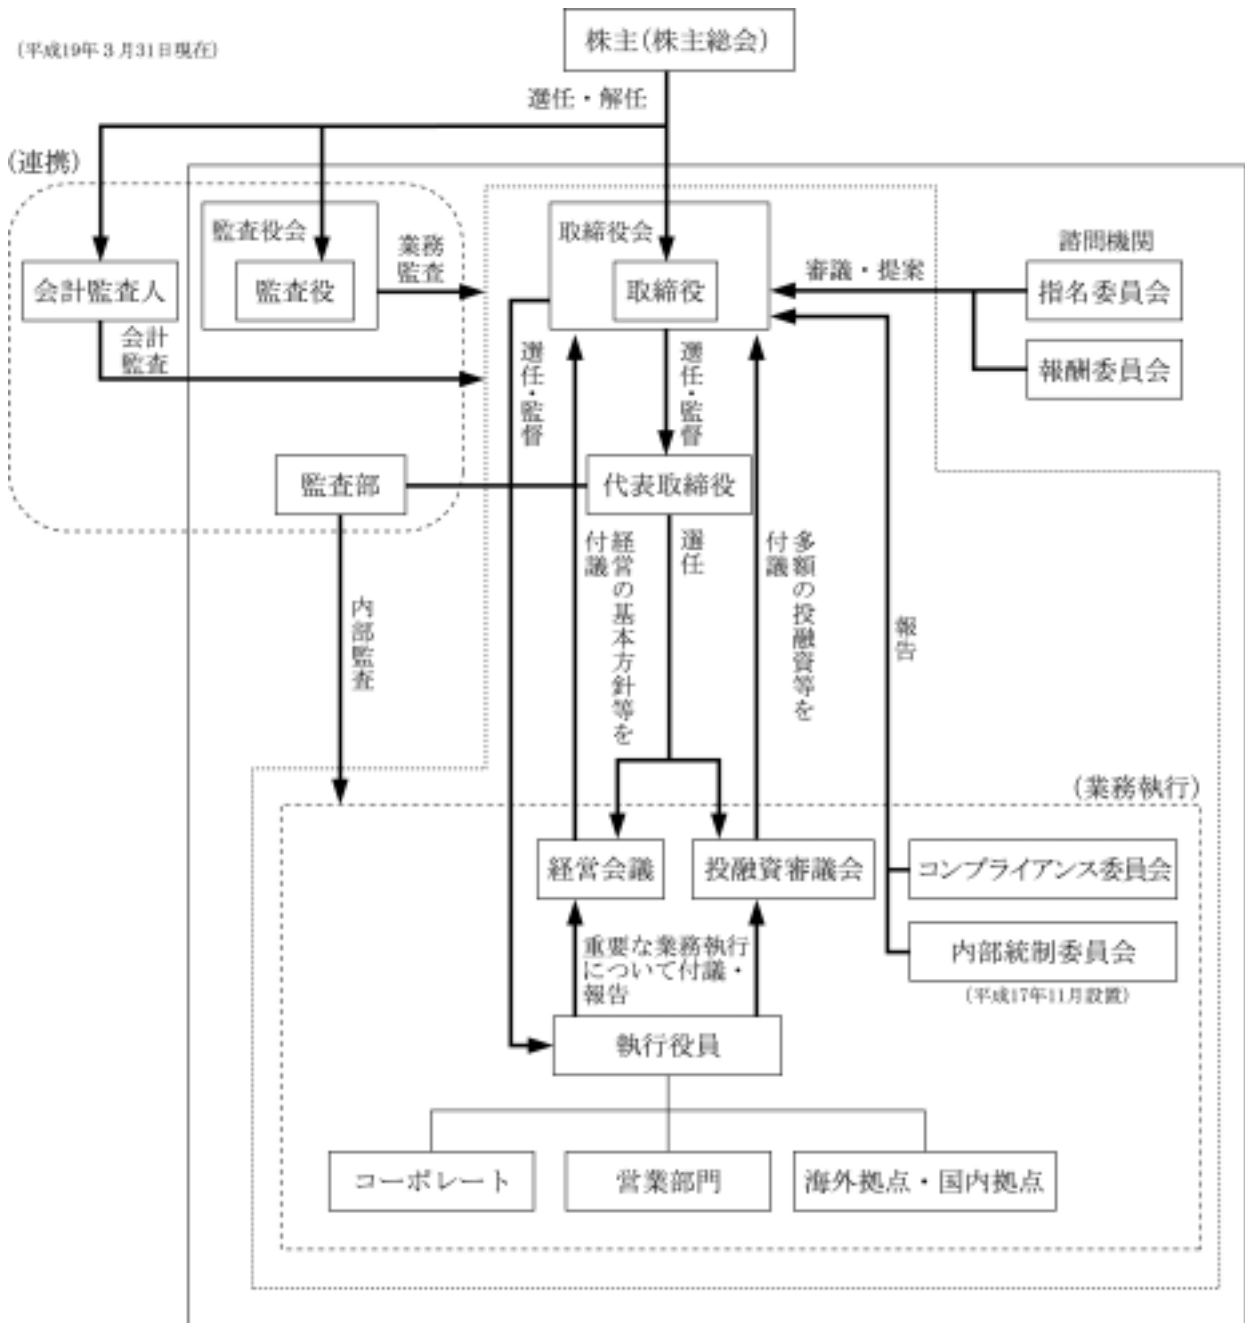 (平成19年3月31日現在)
株主(株主総会)
選任・解任
(連携)
監査役会
業務
監査
取締役会
諮問機関
会計監査人
監査役
取締役
審議・提案
指名委員会
会計
監査
選任・監督
選任・監督
報酬委員会
監査部
代表取締役
経営の基本方針等を
付議
選任
多額の投融資等を
付議
内部監査
報告
(業務執行)
経営会議
投融資審議会
コンプライアンス委員会
重要な業務執行
について付議・
報告
内部統制委員会
(平成17年11月設置)
執行役員
コーポレート
営業部門
海外拠点・国内拠点